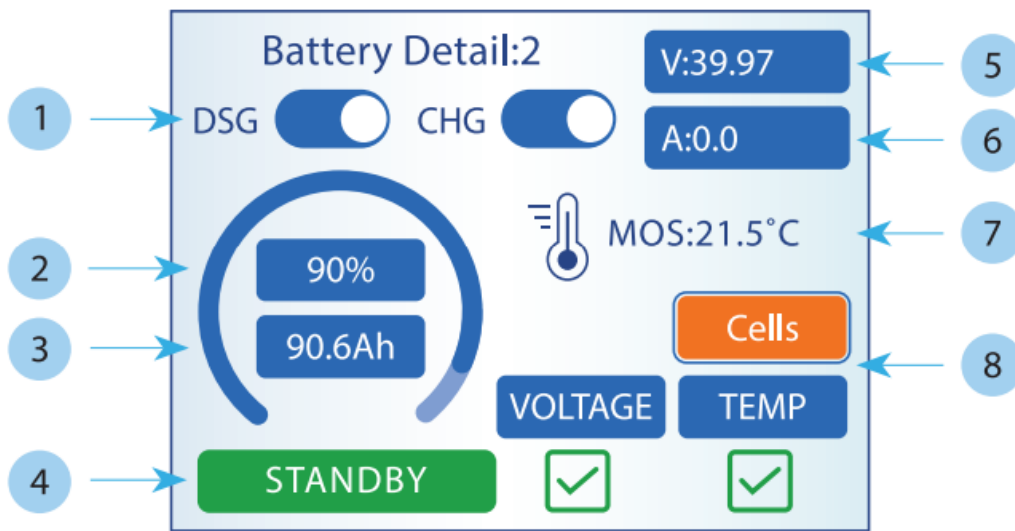 Battery Detail:2
V:39.97
5
1
DSG
CHG
A:0.0
6
MOS:21.5°C
7
2
90%
3
90.6Ah
Cells
8
VOLTAGE
TEMP
4
STANDBY